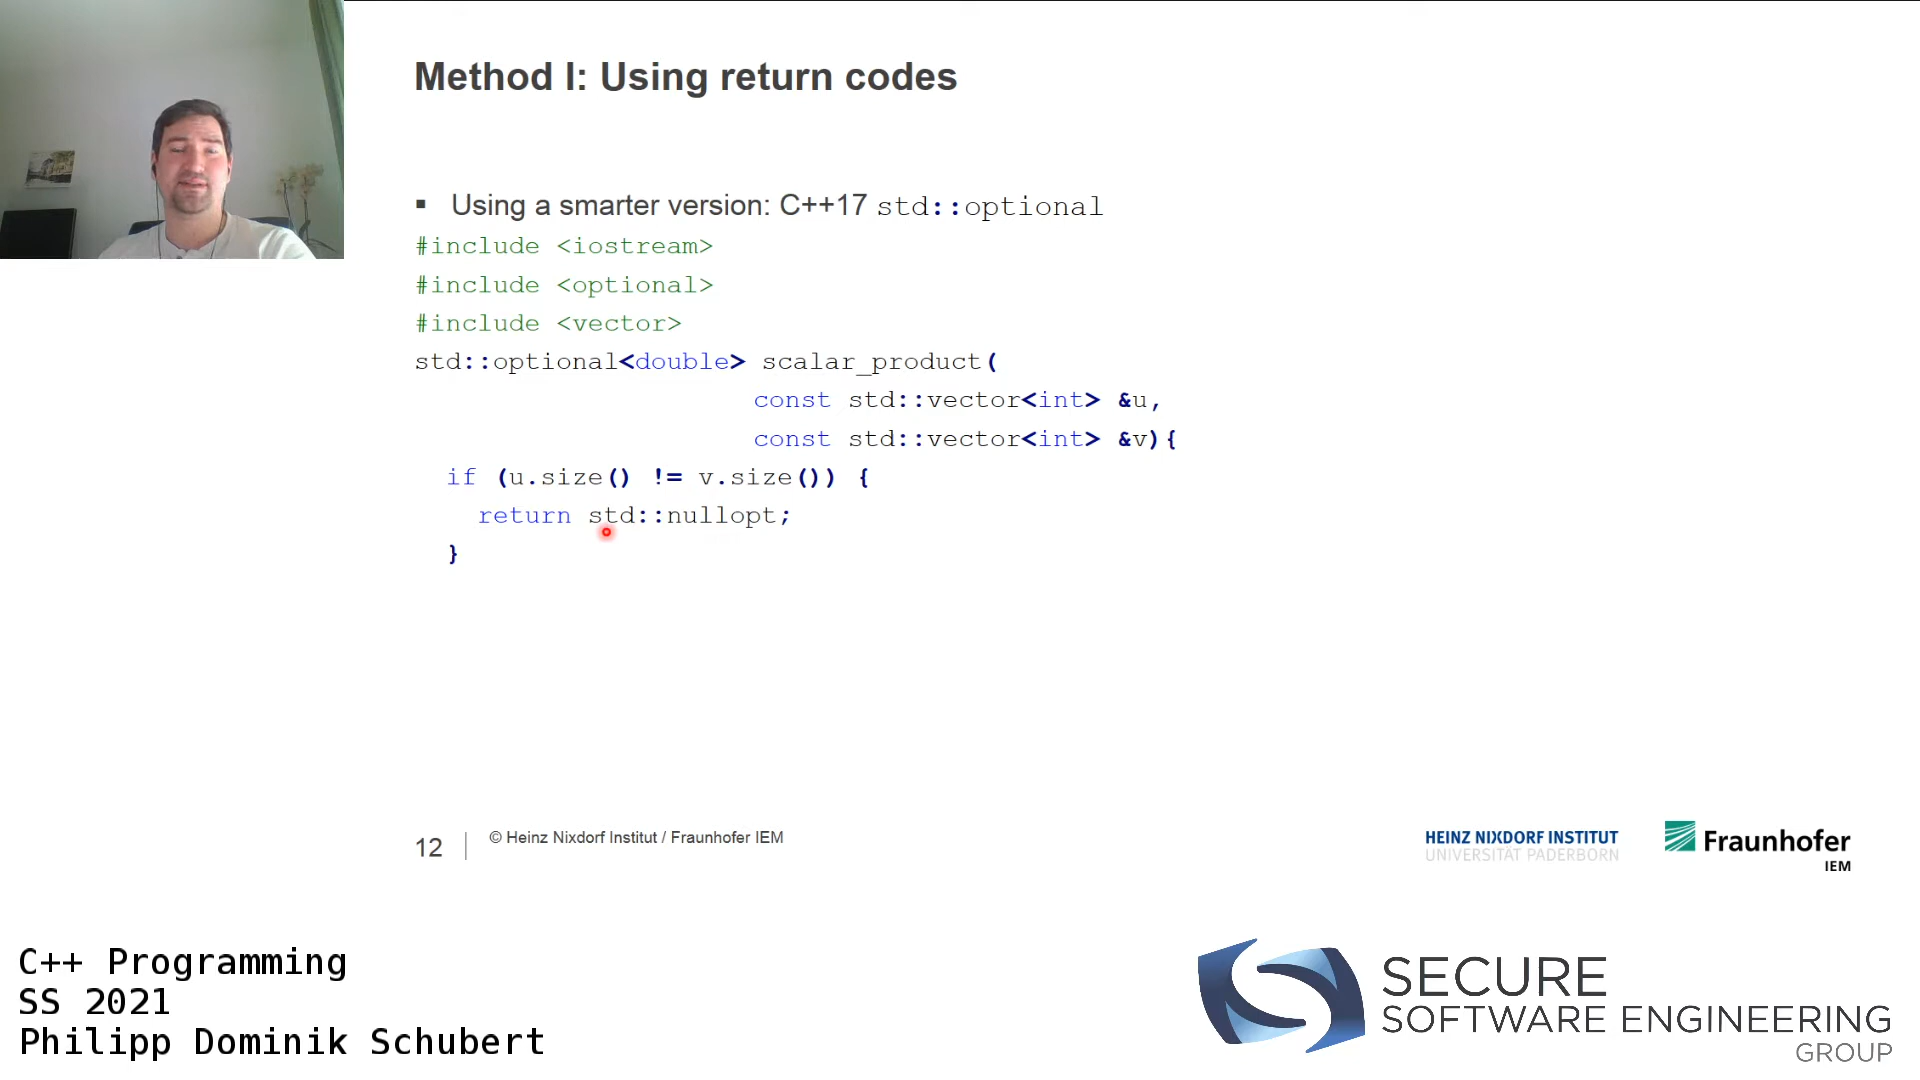 Method I: Using return codes
▪ Using a smarter version: C++17 std::optional
#include <iostream>
#include <optional>
#include <vector>
std::optional<double> scalar_product(
const std::vector<int> &u,
const std::vector<int> &v){
if (u.size() != v.size()) {
return std::nullopt;
}
12
© Heinz Nixdorf Institut / Fraunhofer IEM
HEINZ NIXDORF INSTITUT
UNIVERSITÄT PADERBORN
Fraunhofer
IEM
C++ Programming
SS 2021
Philipp Dominik Schubert
SECURE
SOFTWARE ENGINEERING
GROUP